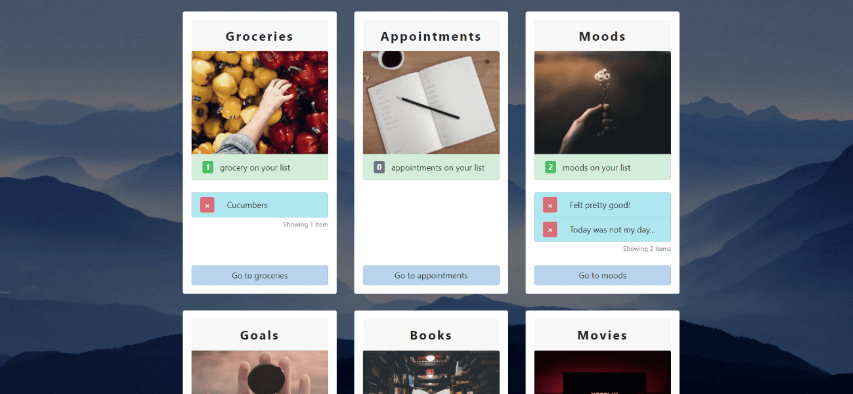 Groceries
1 grocery on your list
× Cucumbers
Showing 1 item
Go to groceries
Appointments
0 appointments on your list
Go to appointments
Moods
2 moods on your list
× Felt pretty good!
× Today was not my day...
Showing 2 items
Go to moods
Goals
Books
Movies